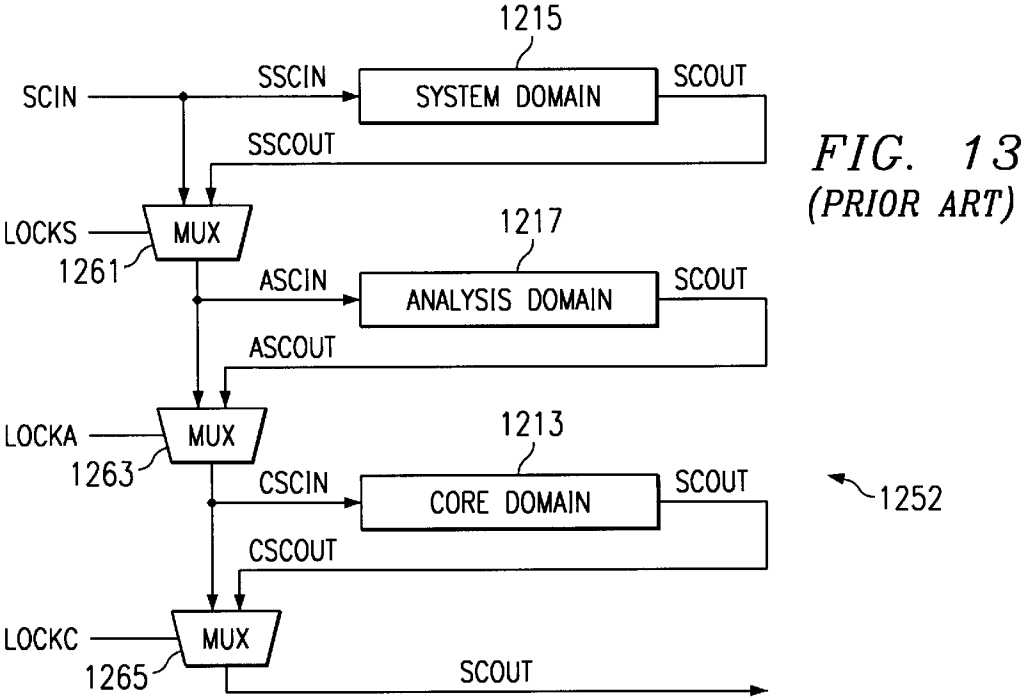 1215
SCIN
SSCIN
SYSTEM DOMAIN
SCOUT
SSCOUT
FIG. 13
(PRIOR ART)
LOCKS
MUX
1261
1217
ASCIN
ANALYSIS DOMAIN
SCOUT
ASCOUT
LOCKA
MUX
1263
1213
CSCIN
CORE DOMAIN
SCOUT
1252
CSCOUT
LOCKC
MUX
1265
SCOUT